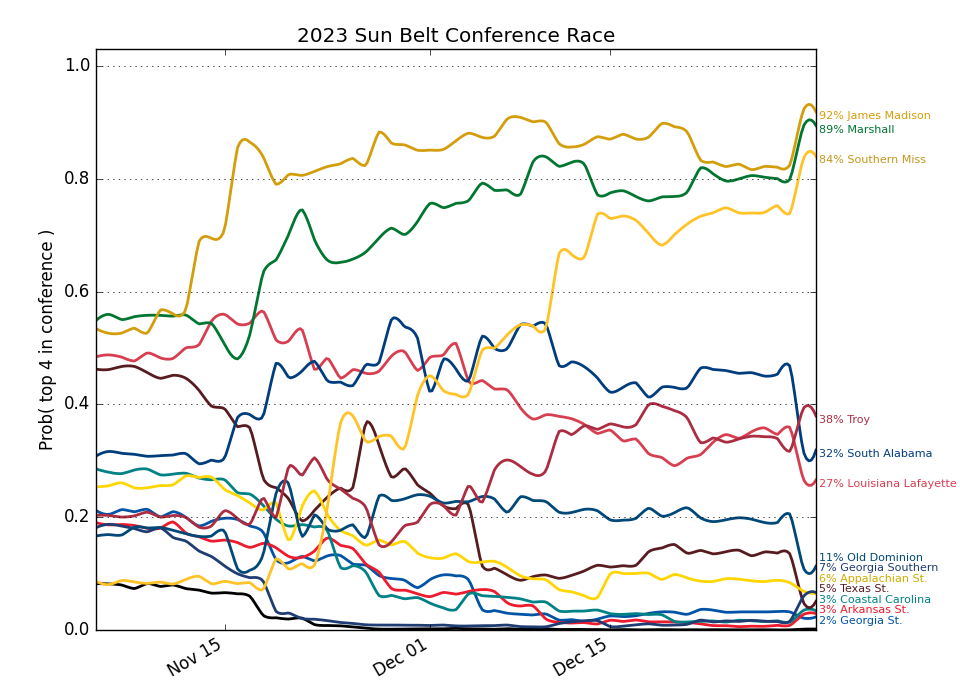 2023 Sun Belt Conference Race
Prob( top 4 in conference )
1.0
0.8
0.6
0.4
0.2
0.0
Nov 15
Dec 01
Dec 15
92% James Madison
89% Marshall
84% Southern Miss
38% Troy
32% South Alabama
27% Louisiana Lafayette
11% Old Dominion
7% Georgia Southern
6% Appalachian St.
5% Texas St.
3% Coastal Carolina
3% Arkansas St.
2% Georgia St.